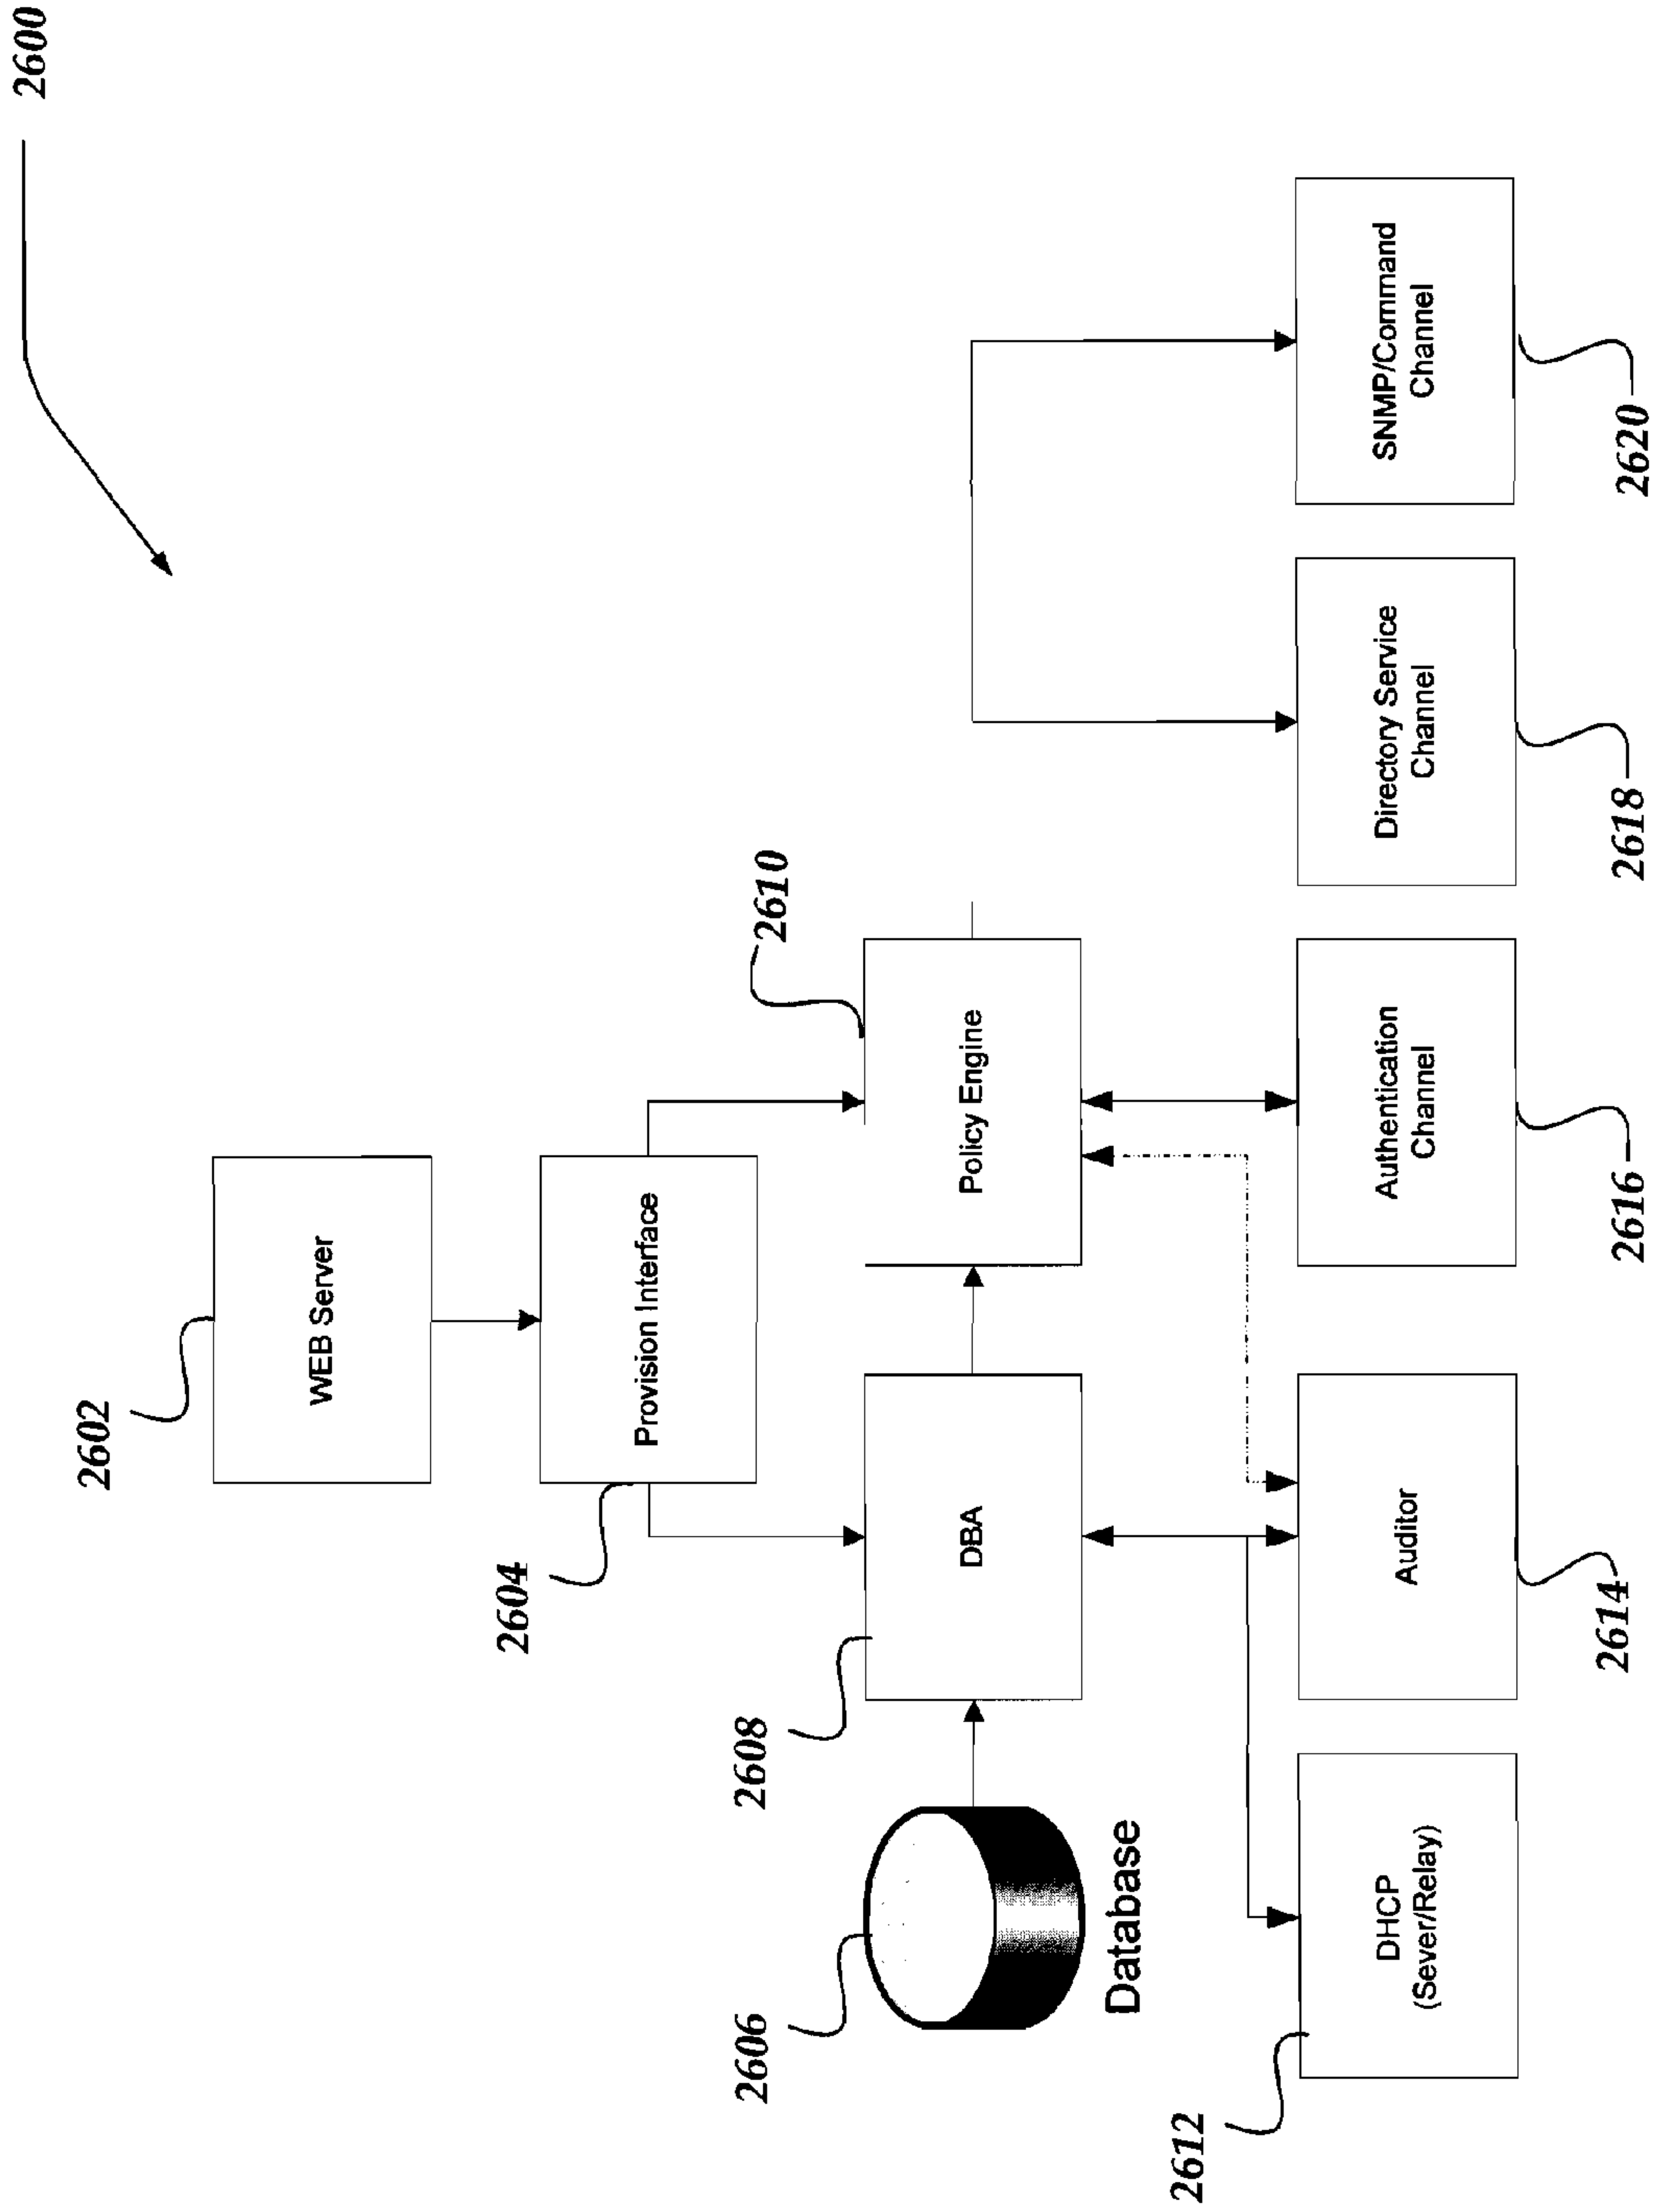 2600
2602
WEB Server
2604
Provision Interface
2606
2608
2610
DBA
Policy Engine
Database
2612
DHCP
(Sever/Relay)
Auditor
Authentication
Channel
Directory Service
Channel
SNMP/Command
Channel
2614
2616
2618
2620